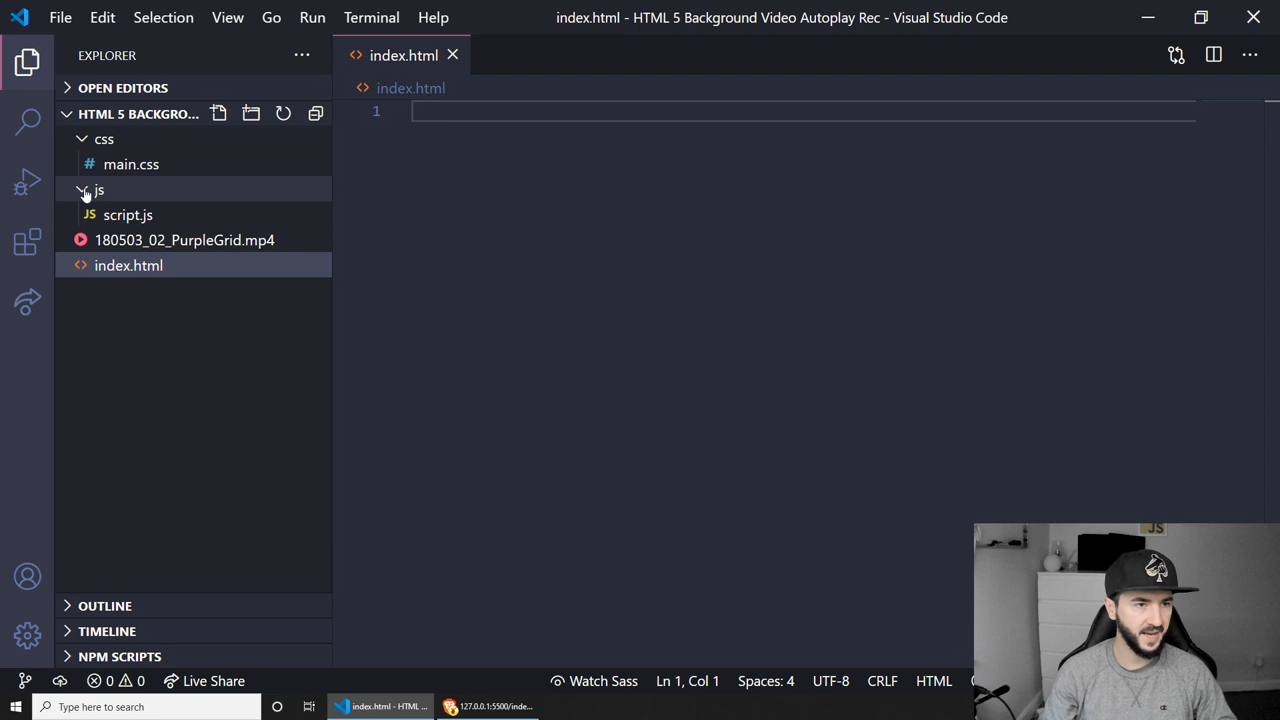 File Edit Selection View Go Run Terminal Help
index.html - HTML 5 Background Video Autoplay Rec - Visual Studio Code
EXPLORER
index.html
OPEN EDITORS
index.html
HTML 5 BACKGRO...
1
css
# main.css
js
JS script.js
180503_02_PurpleGrid.mp4
index.html
JS
OUTLINE
TIMELINE
NPM SCRIPTS
0 0 Live Share
Watch Sass Ln 1, Col 1 Spaces: 4 UTF-8 CRLF HTML
Type here to search
index.html - HTML ...
127.0.0.1:5500/inde...